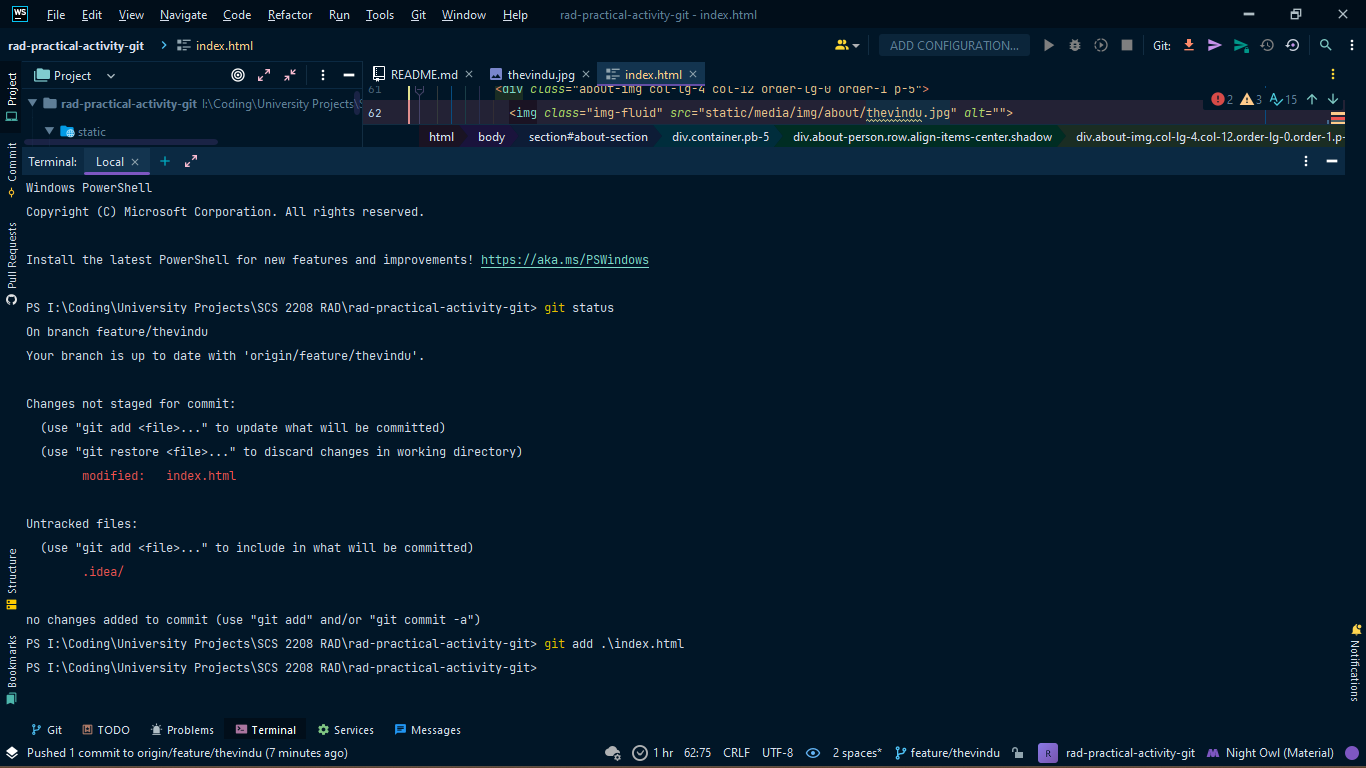 WS File Edit View Navigate Code Refactor Run Tools Git Window Help rad-practical-activity-git - index.html
rad-practical-activity-git index.html ADD CONFIGURATION... Git:
Project README.md thevindu.jpg index.html
61 <div class="about-img col-lg-4 col-12 order-lg-0 order-1 p-5">
rad-practical-activity-git I:\Coding\University Projects\S 2 3 15
62 <img class="img-fluid" src="static/media/img/about/thevindu.jpg" alt="">
static
html body section#about-section div.container.pb-5 div.about-person.row.align-items-center.shadow div.about-img.col-lg-4.col-12.order-lg-0.order-1.p-
Terminal: Local
Windows PowerShell
Copyright (C) Microsoft Corporation. All rights reserved.
Install the latest PowerShell for new features and improvements! https://aka.ms/PSWindows
PS I:\Coding\University Projects\SCS 2208 RAD\rad-practical-activity-git> git status
On branch feature/thevindu
Your branch is up to date with 'origin/feature/thevindu'.
Changes not staged for commit:
(use "git add <file>..." to update what will be committed)
(use "git restore <file>..." to discard changes in working directory)
modified: index.html
Untracked files:
(use "git add <file>..." to include in what will be committed)
.idea/
no changes added to commit (use "git add" and/or "git commit -a")
PS I:\Coding\University Projects\SCS 2208 RAD\rad-practical-activity-git> git add .\index.html
PS I:\Coding\University Projects\SCS 2208 RAD\rad-practical-activity-git>
Project
Commit
Pull Requests
Structure
Bookmarks
Notifications
Git TODO Problems Terminal Services Messages
Pushed 1 commit to origin/feature/thevindu (7 minutes ago) 1 hr 62:75 CRLF UTF-8 2 spaces* feature/thevindu R rad-practical-activity-git Night Owl (Material)